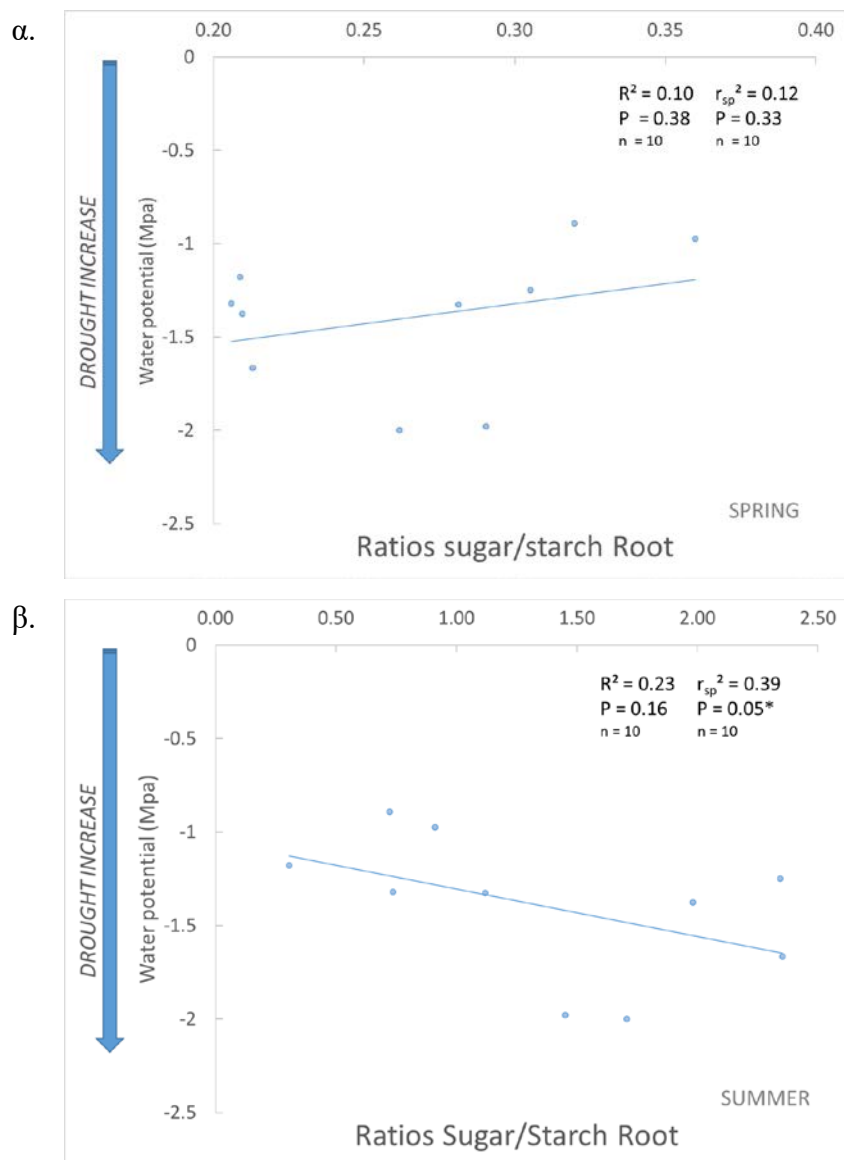 α.
0.20 0.25 0.30 0.35 0.40
0
R² = 0.10 rsp² = 0.12
P = 0.38 P = 0.33
n = 10 n = 10
-0.5
-1
-1.5
-2
-2.5
DROUGHT INCREASE
Water potential (Mpa)
SPRING
Ratios sugar/starch Root
β.
0.00 0.50 1.00 1.50 2.00 2.50
0
R² = 0.23 rsp² = 0.39
P = 0.16 P = 0.05*
n = 10 n = 10
-0.5
-1
-1.5
-2
-2.5
DROUGHT INCREASE
Water potential (Mpa)
SUMMER
Ratios Sugar/Starch Root